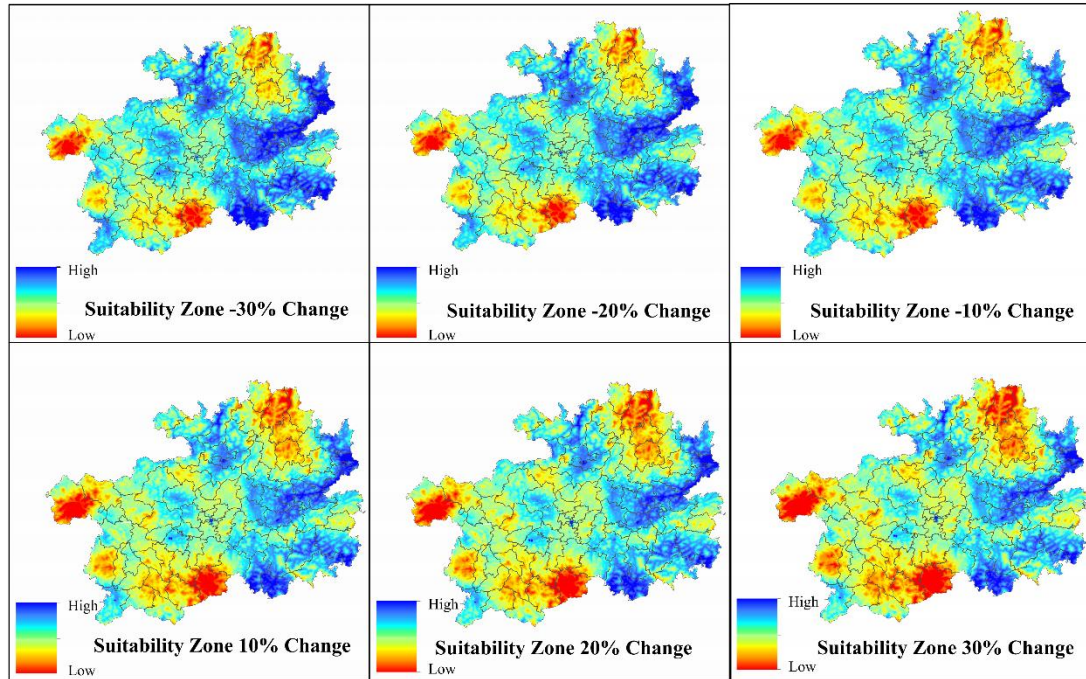 High
Suitability Zone -30% Change
Low
High
Suitability Zone -20% Change
Low
High
Suitability Zone -10% Change
Low
High
Suitability Zone 10% Change
Low
High
Suitability Zone 20% Change
Low
High
Suitability Zone 30% Change
Low